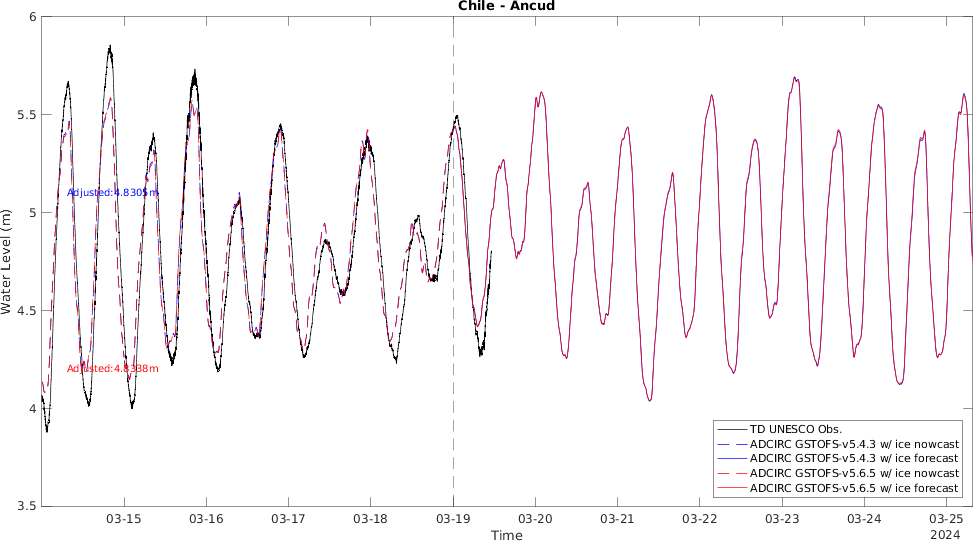 Chile - Ancud
6
5.5
5
4.5
4
3.5
Water Level (m)
Adjusted:4.8305m
Adjusted:4.8338m
TD UNESCO Obs.
ADCIRC GSTOFS-v5.4.3 w/ ice nowcast
ADCIRC GSTOFS-v5.4.3 w/ ice forecast
ADCIRC GSTOFS-v5.6.5 w/ ice nowcast
ADCIRC GSTOFS-v5.6.5 w/ ice forecast
03-15 03-16 03-17 03-18 03-19 03-20 03-21 03-22 03-23 03-24 03-25
2024
Time